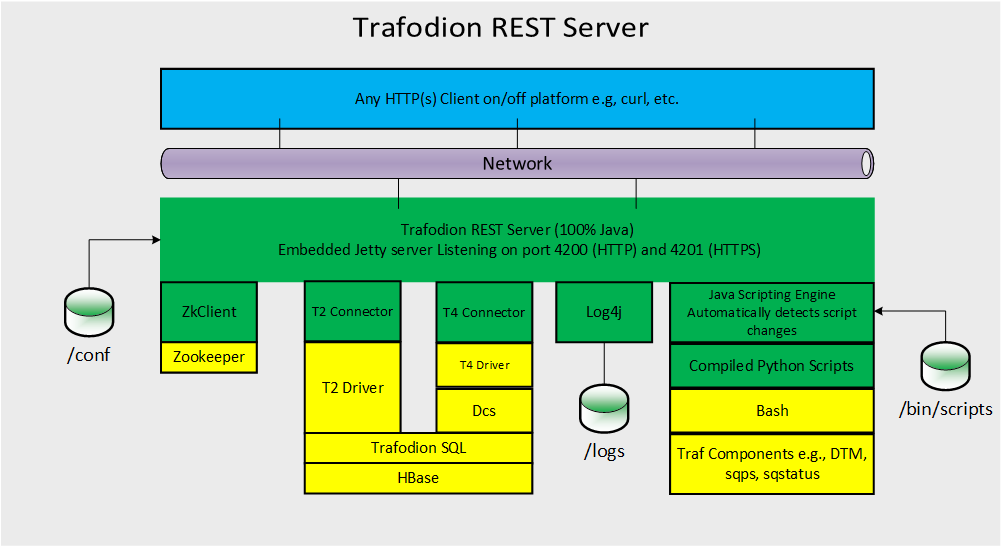 Trafodion REST Server
Any HTTP(s) Client on/off platform e.g, curl, etc.
Network
Trafodion REST Server (100% Java)
Embedded Jetty server Listening on port 4200 (HTTP) and 4201 (HTTPS)
/conf
ZkClient
Zookeeper
T2 Connector
T2 Driver
T4 Connector
T4 Driver
Dcs
Trafodion SQL
HBase
Log4j
/logs
Java Scripting Engine
Automatically detects script
changes
Compiled Python Scripts
Bash
Traf Components e.g., DTM,
sqps, sqstatus
/bin/scripts